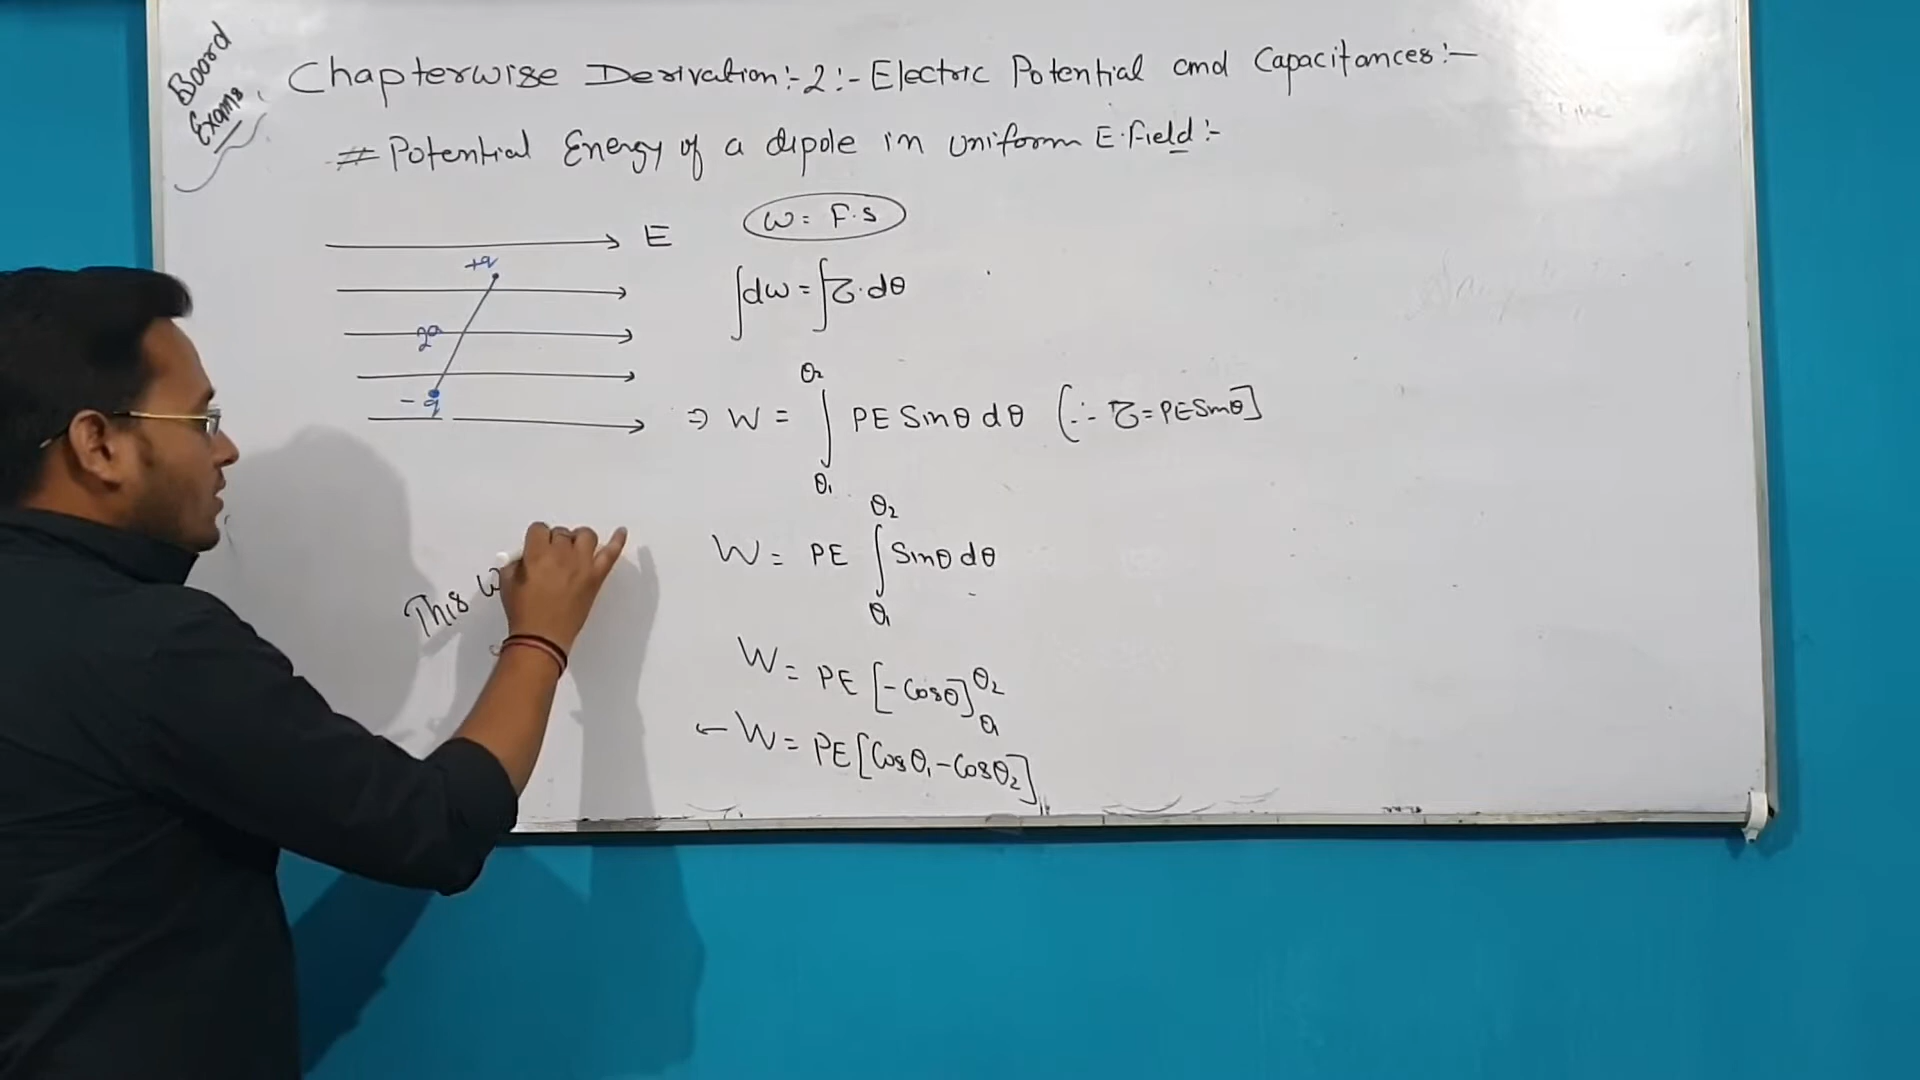 Board
Exams
Chapterwise Derivation:- 2:- Electric Potential and Capacitances:-
# Potential Energy of a dipole in uniform E.Field:-
E
+q
2a
-q
W = F.s
∫dw = ∫τ.dθ
⇒ W = ∫θ₁^θ₂ PE Sinθ dθ (∵ τ = PE Sinθ]
W = PE ∫θ₁^θ₂ Sinθ dθ
W = PE [-Cosθ]θ₁^θ₂
← W = PE[Cosθ₁ - Cosθ₂]
This